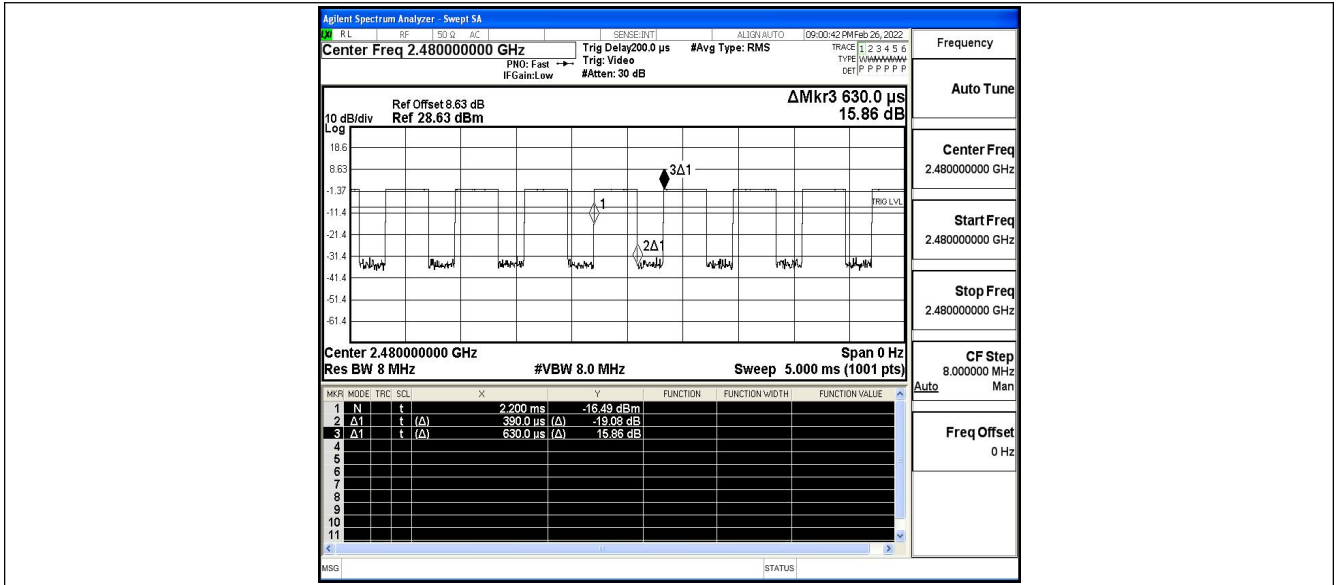 Agilent Spectrum Analyzer - Swept SA
LXI RL RF 50 Ω AC SENSE:INT ALIGN AUTO 09:00:42 PM Feb 26, 2022
Center Freq 2.480000000 GHz
PNO: Fast
IFGain:Low
Trig Delay200.0 µs
Trig: Video
#Atten: 30 dB
#Avg Type: RMS
TRACE 1 2 3 4 5 6
TYPE WWWWWW
DET P P P P P P
ΔMkr3 630.0 µs
15.86 dB
Ref Offset 8.63 dB
10 dB/div Ref 28.63 dBm
Log
18.6
8.63
-1.37
-11.4
-21.4
-31.4
-41.4
-51.4
-61.4
3Δ1
1
2Δ1
TRIG LVL
Center 2.480000000 GHz Span 0 Hz
Res BW 8 MHz #VBW 8.0 MHz Sweep 5.000 ms (1001 pts)
MKR MODE TRC SCL X Y FUNCTION FUNCTION WIDTH FUNCTION VALUE
1 N t 2.200 ms -16.49 dBm
2 Δ1 t (Δ) 390.0 µs (Δ) -19.08 dB
3 Δ1 t (Δ) 630.0 µs (Δ) 15.86 dB
4
5
6
7
8
9
10
11
MSG STATUS
Frequency
Auto Tune
Center Freq
2.480000000 GHz
Start Freq
2.480000000 GHz
Stop Freq
2.480000000 GHz
CF Step
8.000000 MHz
Auto Man
Freq Offset
0 Hz